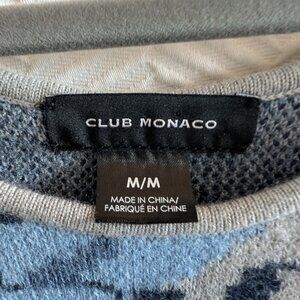 CLUB MONACO
M/M
MADE IN CHINA/
FABRIQUÉ EN CHINE